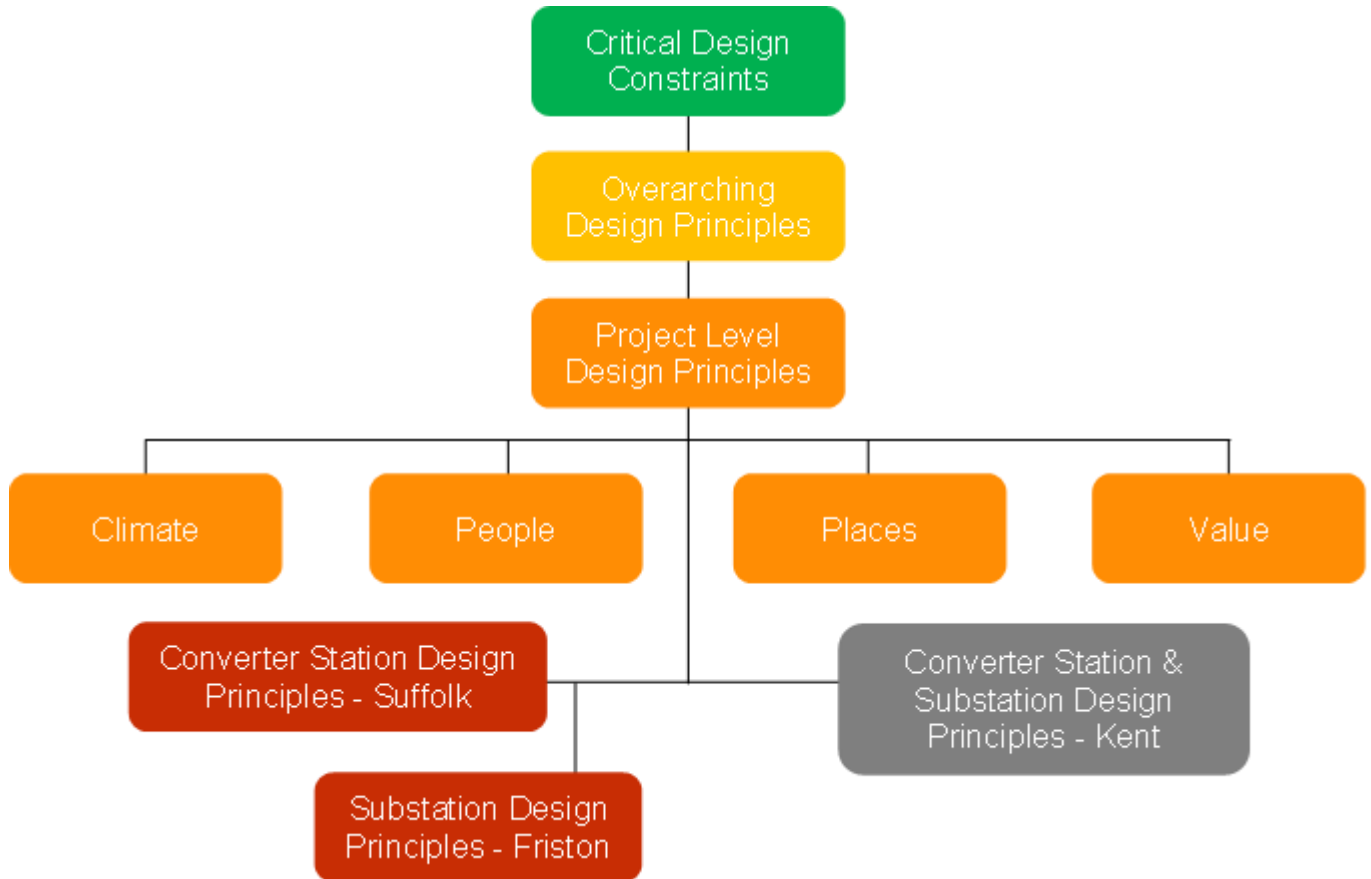 Critical Design
Constraints
Overarching
Design Principles
Project Level
Design Principles
Climate
People
Places
Value
Converter Station Design
Principles - Suffolk
Converter Station &
Substation Design
Principles - Kent
Substation Design
Principles - Friston